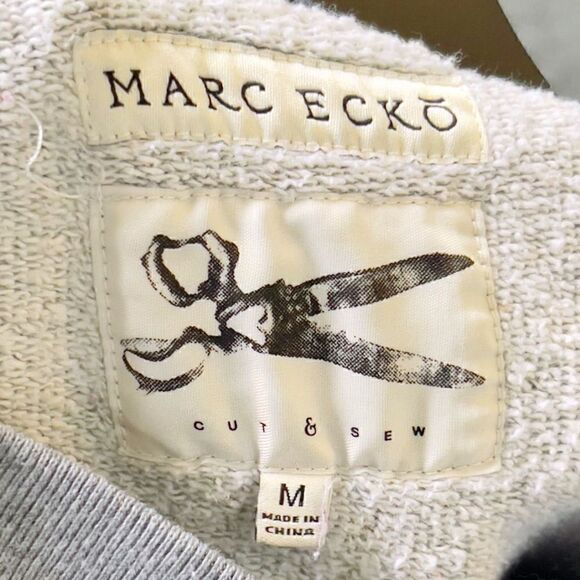 MARC ECKŌ
CUT & SEW
M
MADE IN
CHINA